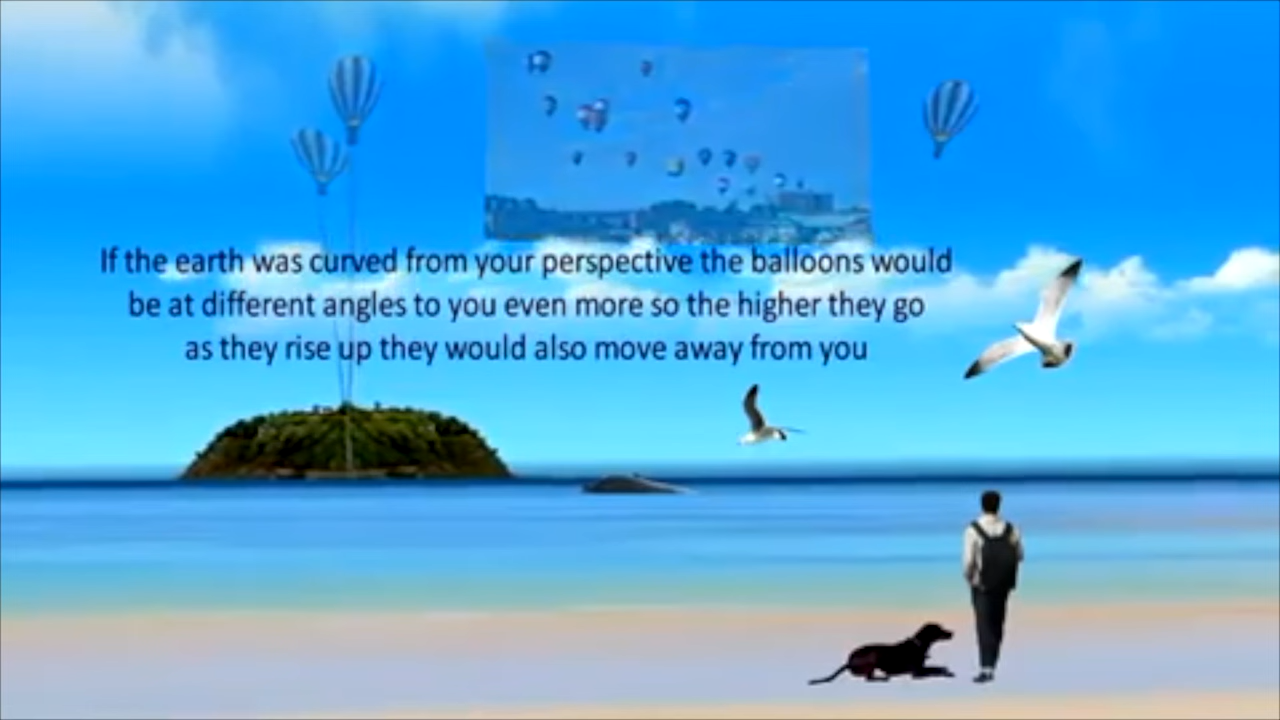 If the earth was curved from your perspective the balloons would
be at different angles to you even more so the higher they go
as they rise up they would also move away from you